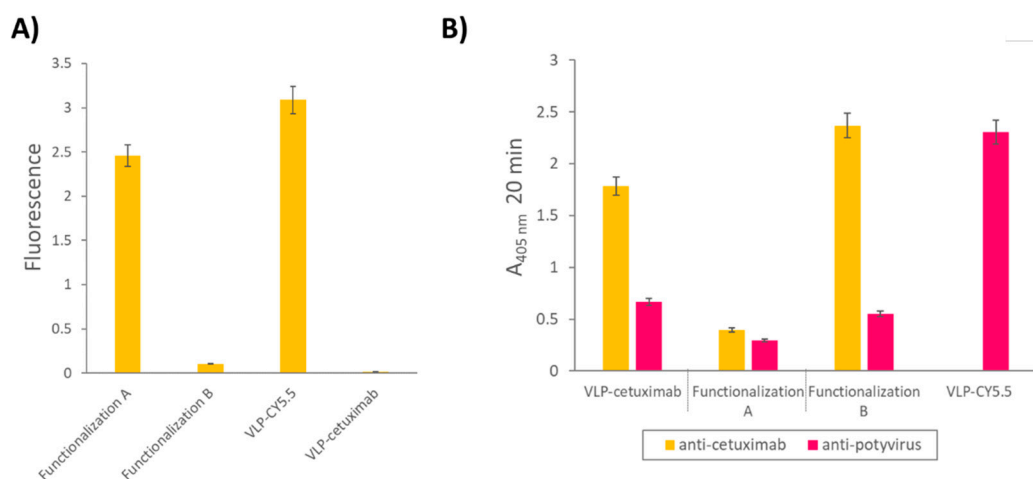 A)
Fluorescence
3.5
3
2.5
2
1.5
1
0.5
0
Functionalization A
Functionalization B
VLP-CY5.5
VLP-cetuximab
B)
A405 nm 20 min
3
2.5
2
1.5
1
0.5
0
VLP-cetuximab
Functionalization
A
Functionalization
B
VLP-CY5.5
anti-cetuximab
anti-potyvirus